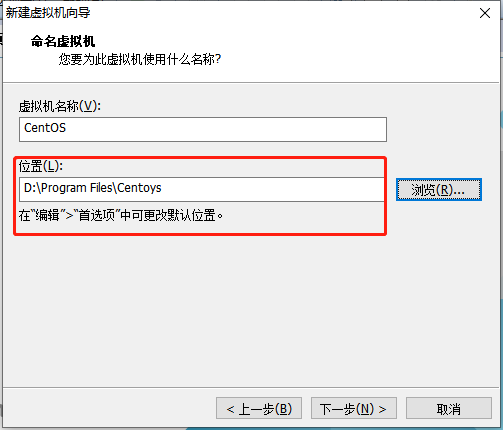 新建虚拟机向导
命名虚拟机
您要为此虚拟机使用什么名称?
虚拟机名称(V):
CentOS
位置(L):
D:\Program Files\Centoys
浏览(R)...
在“编辑”>“首选项”中可更改默认位置。
< 上一步(B)
下一步(N) >
取消